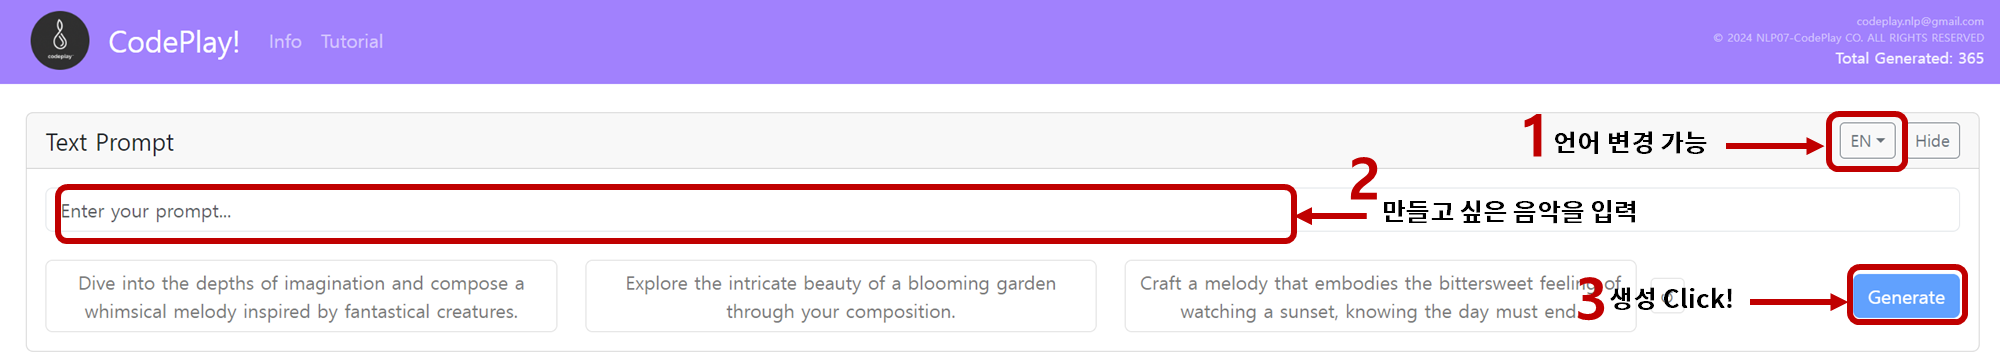 codeplay
CodePlay!
Info
Tutorial
codeplay.nlp@gmail.com
© 2024 NLP07-CodePlay CO. ALL RIGHTS RESERVED
Total Generated: 365
Text Prompt
1 언어 변경 가능
EN
Hide
Enter your prompt...
2 만들고 싶은 음악을 입력
Dive into the depths of imagination and compose a
whimsical melody inspired by fantastical creatures.
Explore the intricate beauty of a blooming garden
through your composition.
Craft a melody that embodies the bittersweet feeling of
watching a sunset, knowing the day must end.
3 생성 Click!
Generate